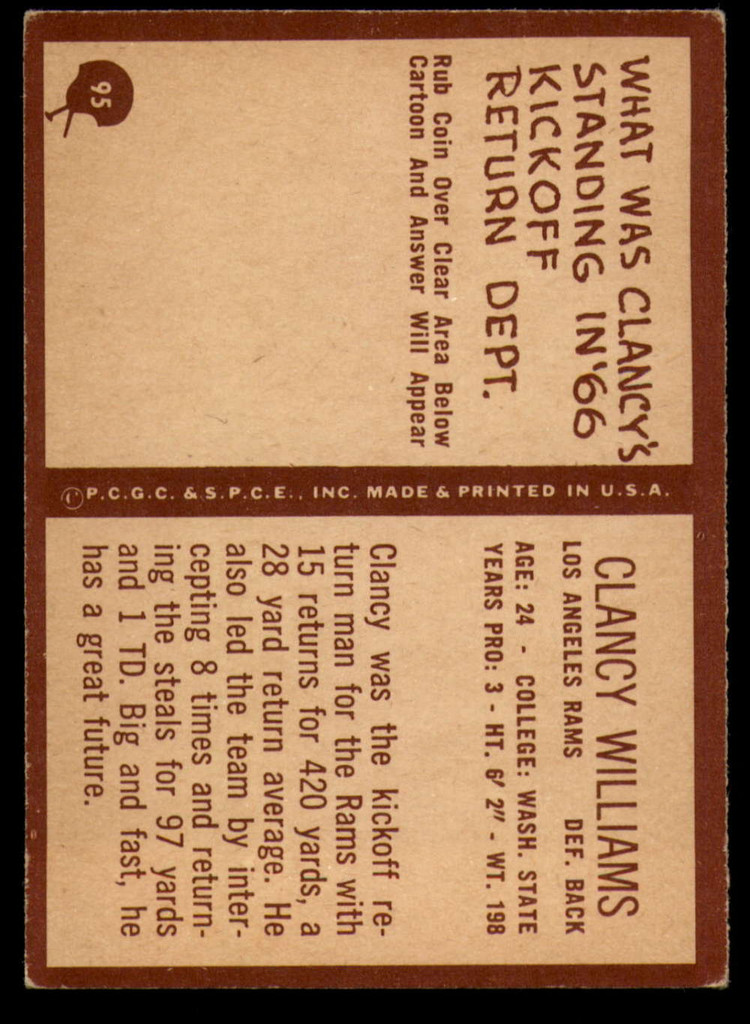 WHAT WAS CLANCY'S
STANDING IN '66
KICKOFF
RETURN DEPT.
Rub Coin Over Clear Area Below
Cartoon And Answer Will Appear
95
© P.C.G.C. & S.P.C.E., INC. MADE & PRINTED IN U.S.A.
CLANCY WILLIAMS
LOS ANGELES RAMS DEF. BACK
AGE: 24 - COLLEGE: WASH. STATE
YEARS PRO: 3 - HT. 6' 2" - WT. 198
Clancy was the kickoff re-
turn man for the Rams with
15 returns for 420 yards, a
28 yard return average. He
also led the team by inter-
cepting 8 times and return-
ing the steals for 97 yards
and 1 TD. Big and fast, he
has a great future.